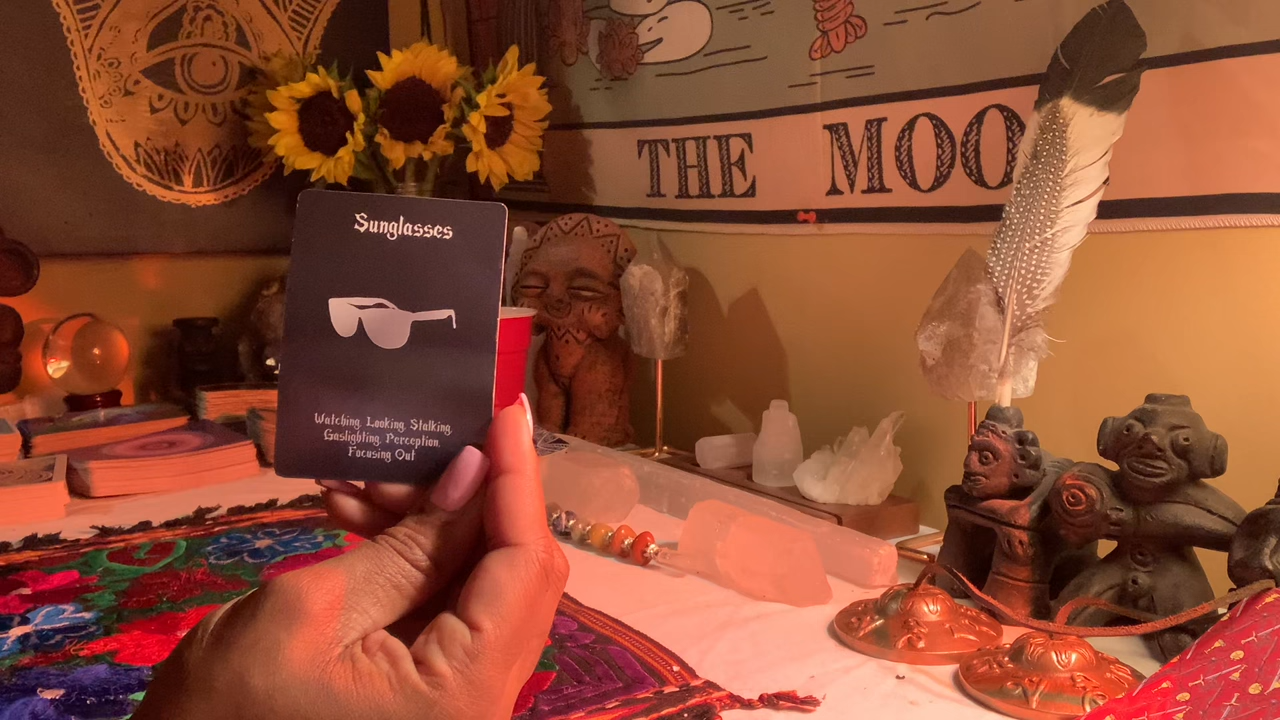 THE MOO
Sunglasses
Watching, Looking, Stalking,
Gaslighting, Perception,
Focusing Out